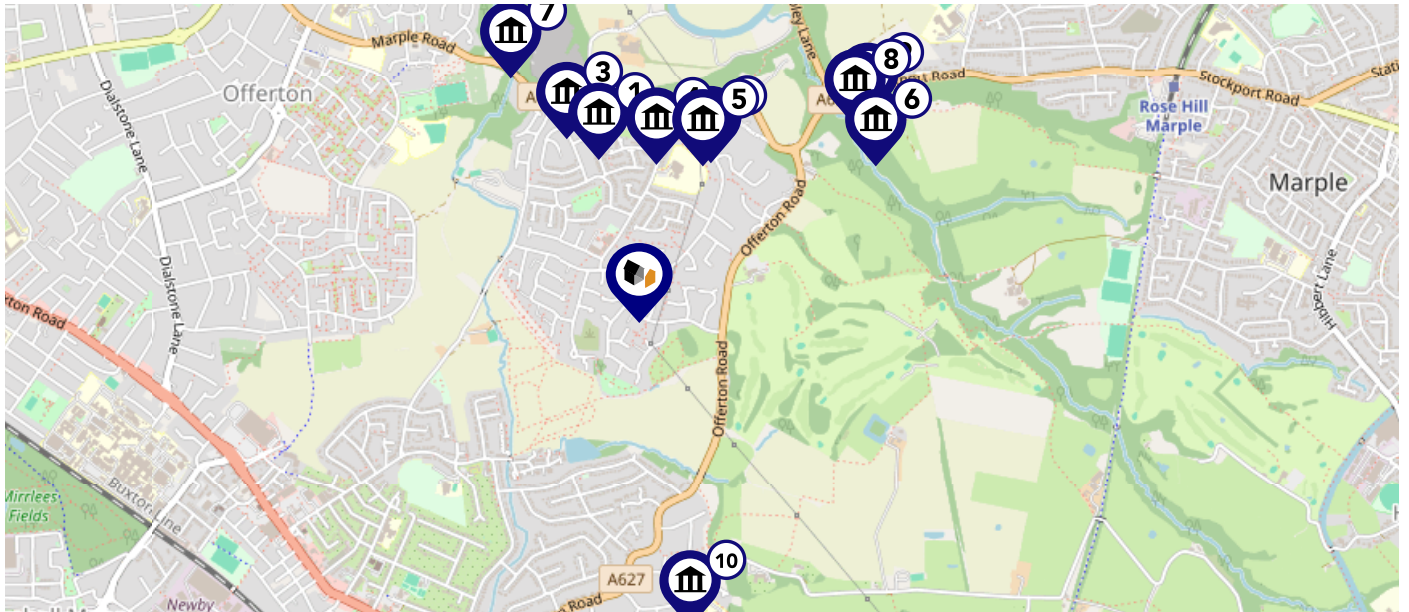 7
Marple Road
3
8
Offerton
1
5
6
Stockport Road
Rose Hill
Marple
Dialstone Lane
Marple
Offerton Road
Dialstone Lane
Hibbert Lane
Offerton Road
Buxton Line
Mirrlees
Fields
10
A627
Newby
Road